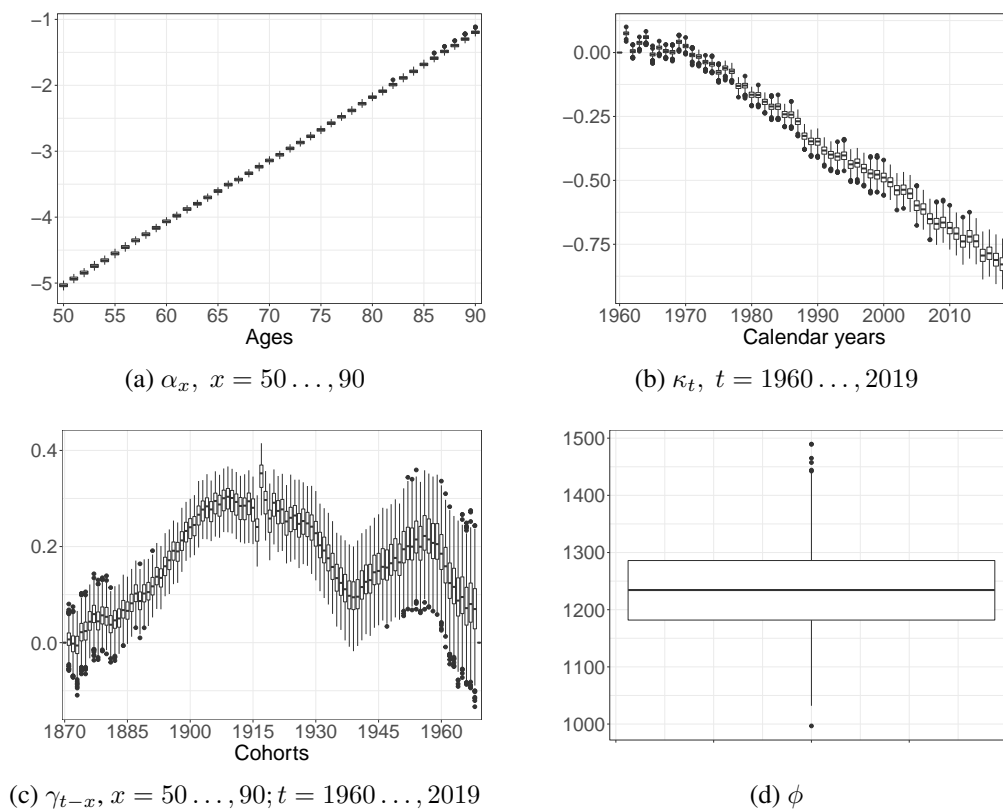 −1
−2
−3
−4
−5
50 55 60 65 70 75 80 85 90
Ages
(a) αₓ, x = 50 . . . , 90
0.00
−0.25
−0.50
−0.75
1960 1970 1980 1990 2000 2010
Calendar years
(b) κₜ, t = 1960 . . . , 2019
0.4
0.2
0.0
1870 1885 1900 1915 1930 1945 1960
Cohorts
(c) γₜ₋ₓ, x = 50 . . . , 90; t = 1960 . . . , 2019
1500
1400
1300
1200
1100
1000
(d) ϕ